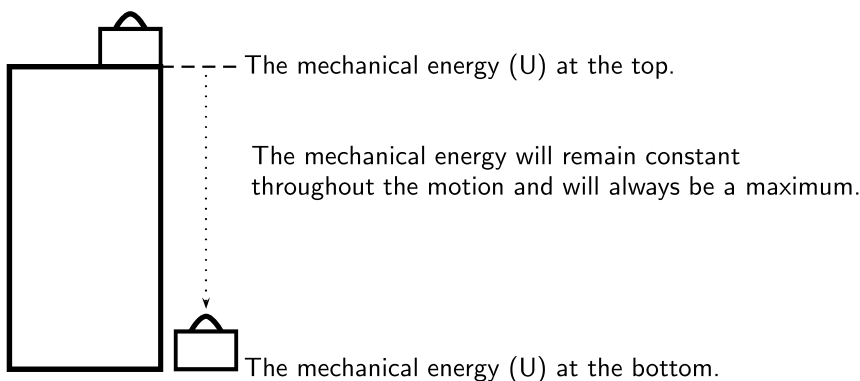 The mechanical energy (U) at the top.
The mechanical energy will remain constant
throughout the motion and will always be a maximum.
The mechanical energy (U) at the bottom.